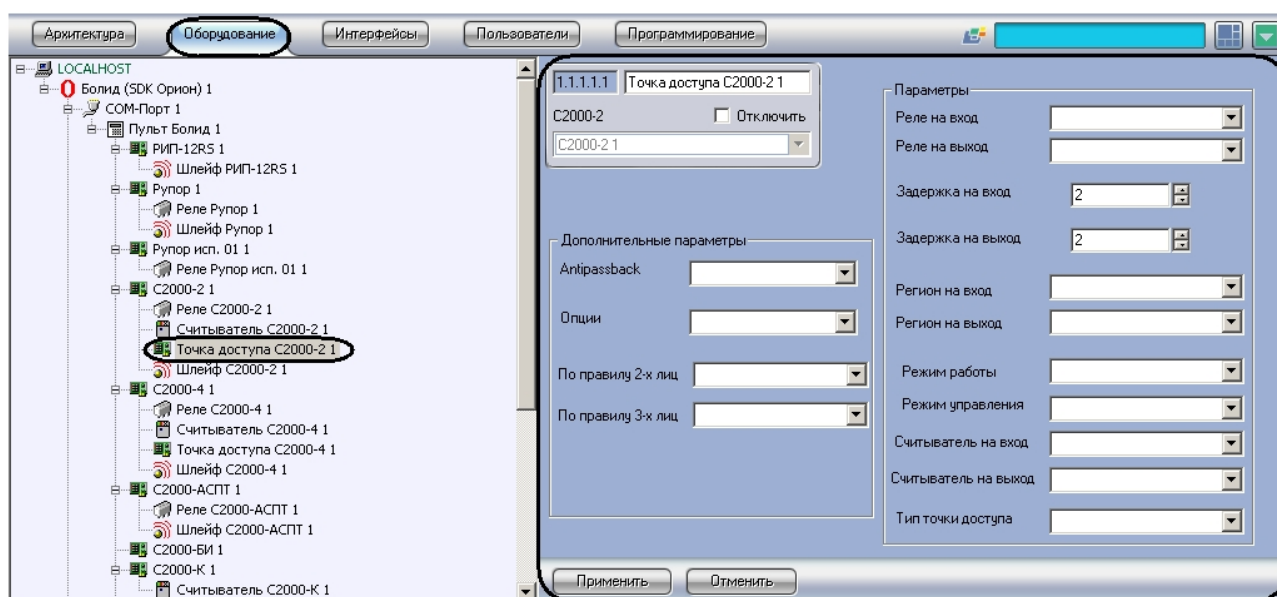 Архитектура Оборудование Интерфейсы Пользователи Программирование
LOCALHOST
Болид (SDK Орион) 1
COM-Порт 1
Пульт Болид 1
РИП-12RS 1
Шлейф РИП-12RS 1
Рупор 1
Реле Рупор 1
Шлейф Рупор 1
Рупор исп. 01 1
Реле Рупор исп. 01 1
С2000-2 1
Реле С2000-2 1
Считыватель С2000-2 1
Точка доступа С2000-2 1
Шлейф С2000-2 1
С2000-4 1
Реле С2000-4 1
Считыватель С2000-4 1
Точка доступа С2000-4 1
Шлейф С2000-4 1
С2000-АСПТ 1
Реле С2000-АСПТ 1
Шлейф С2000-АСПТ 1
С2000-БИ 1
С2000-К 1
Считыватель С2000-К 1
1.1.1.1.1 Точка доступа С2000-2 1
С2000-2 Отключить
С2000-2 1
Дополнительные параметры
Antipassback
Опции
По правилу 2-х лиц
По правилу 3-х лиц
Параметры
Реле на вход
Реле на выход
Задержка на вход 2
Задержка на выход 2
Регион на вход
Регион на выход
Режим работы
Режим управления
Считыватель на вход
Считыватель на выход
Тип точки доступа
Применить Отменить